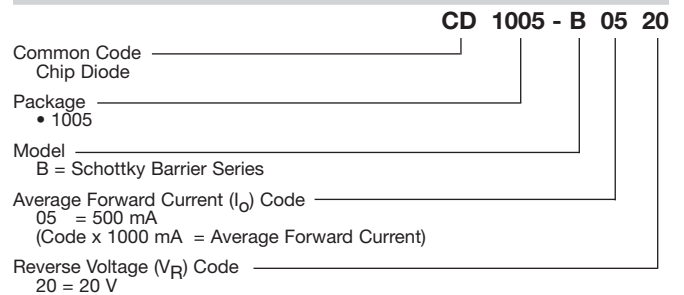 CD 1005 - B 05 20
Common Code
Chip Diode
Package
• 1005
Model
B = Schottky Barrier Series
Average Forward Current (IO) Code
05 = 500 mA
(Code x 1000 mA = Average Forward Current)
Reverse Voltage (VR) Code
20 = 20 V